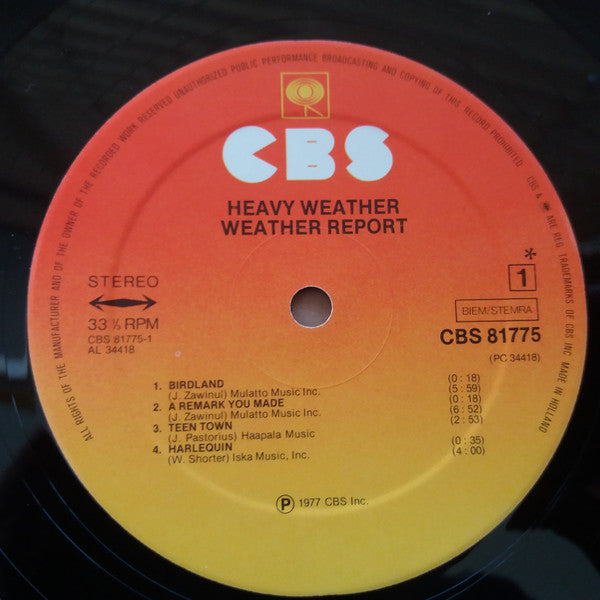 ALL RIGHTS OF THE MANUFACTURER AND OF THE OWNER OF THE RECORDED WORK RESERVED UNAUTHORIZED PUBLIC PERFORMANCE BROADCASTING AND COPYING OF THIS RECORD PROHIBITED. CBS & ARE REG. TRADEMARKS OF CBS INC MADE IN HOLLAND
CBS
HEAVY WEATHER
WEATHER REPORT
STEREO
33 ⅓ RPM
CBS 81775-1
AL 34418
*
1
BIEM/STEMRA
CBS 81775
(PC 34418)
1. BIRDLAND (0 : 18)
(J. Zawinul) Mulatto Music Inc. (5 : 59)
2. A REMARK YOU MADE (0 : 18)
(J. Zawinul) Mulatto Music Inc. (6 : 52)
3. TEEN TOWN (2 : 53)
(J. Pastorius) Haapala Music
4. HARLEQUIN (0 : 35)
(W. Shorter) Iska Music, Inc. (4 : 00)
Ⓟ 1977 CBS Inc.